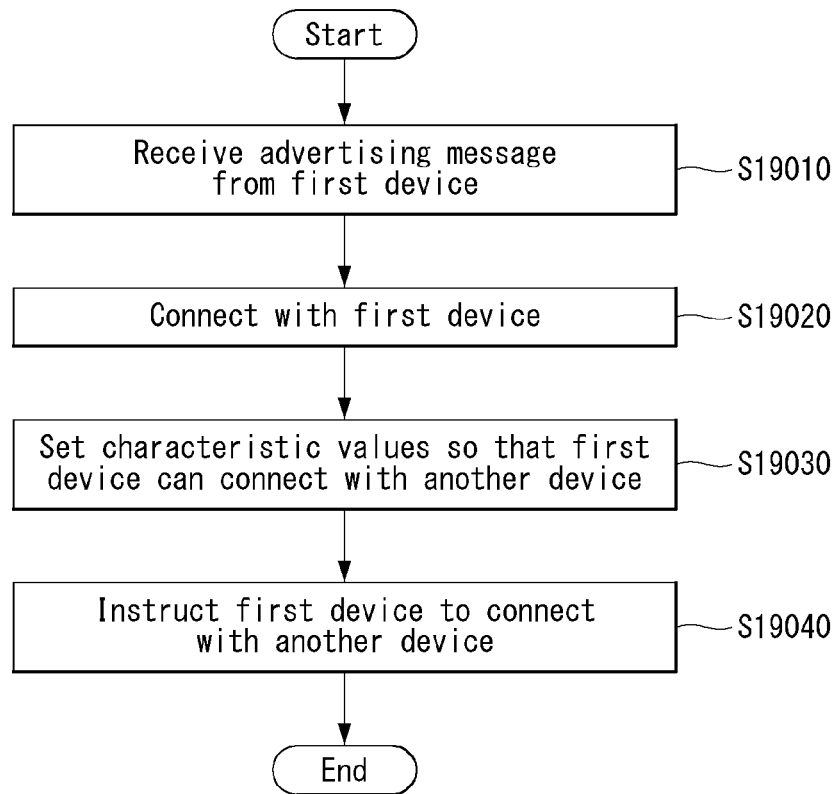 Start
Receive advertising message
from first device
S19010
Connect with first device
S19020
Set characteristic values so that first
device can connect with another device
S19030
Instruct first device to connect
with another device
S19040
End